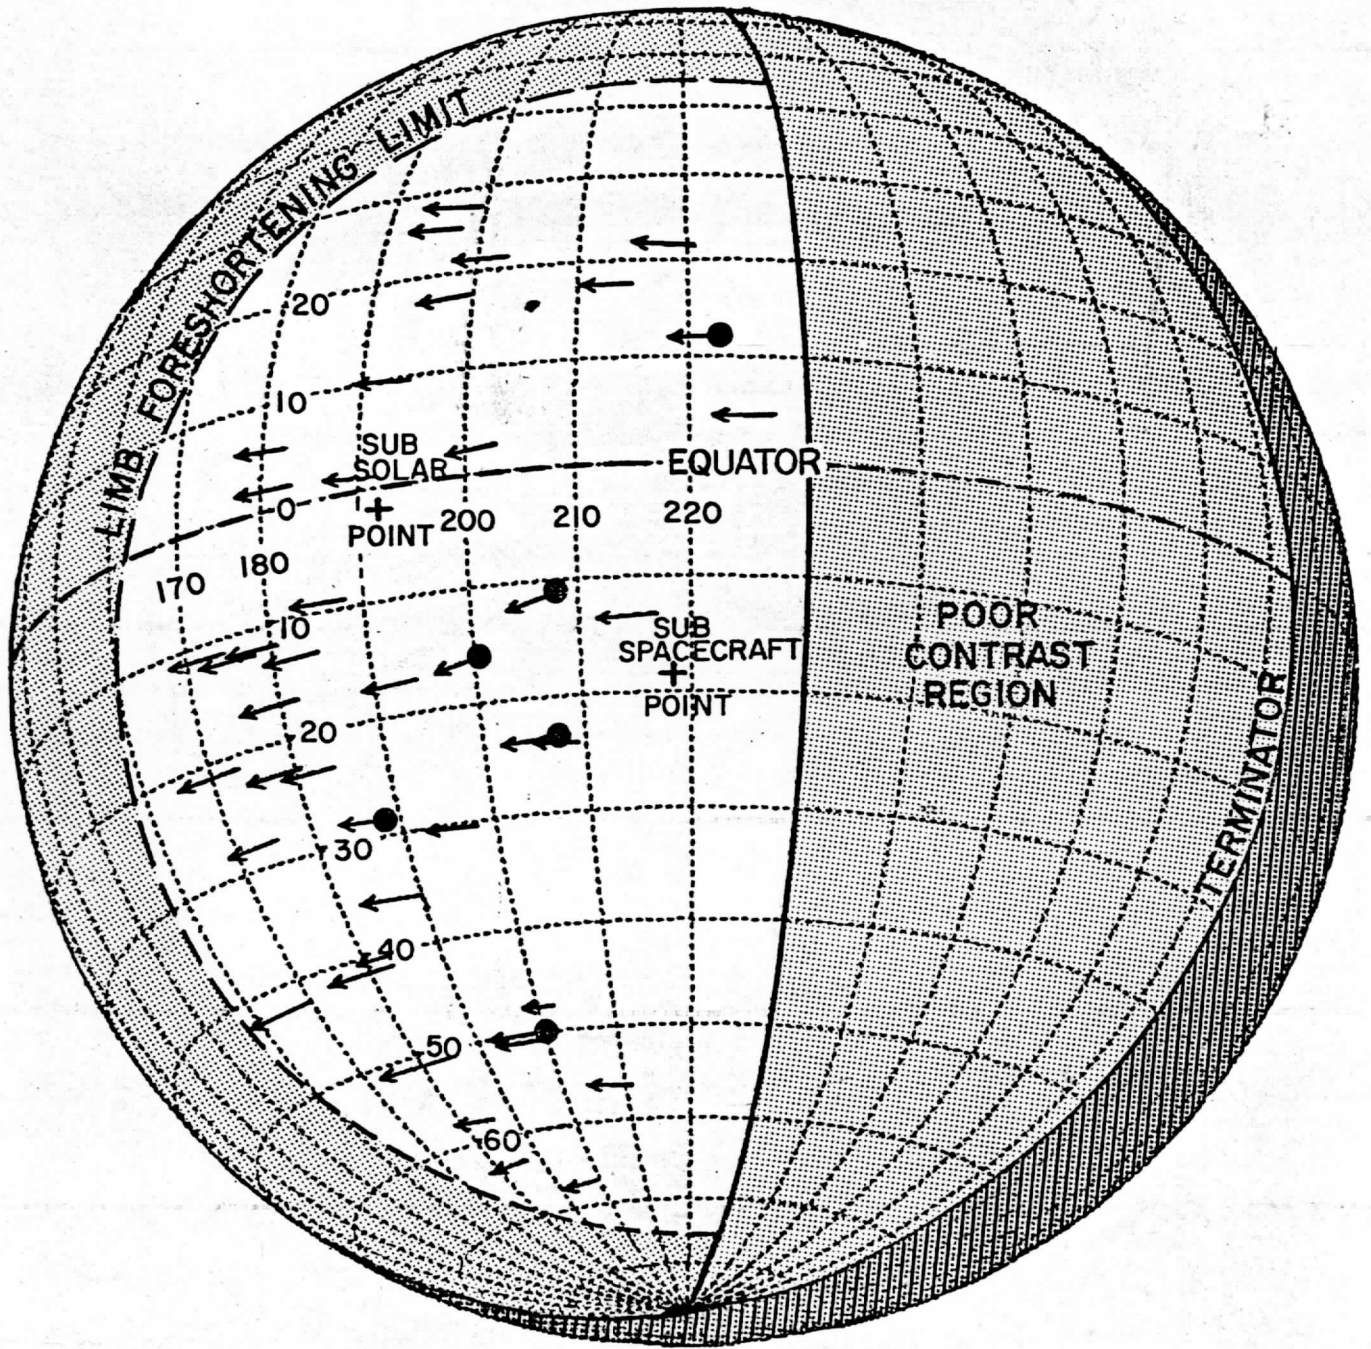 LIMB FORESHORTENING LIMIT
20
10
SUB
SOLAR
EQUATOR
0
POINT
200
210
220
170
180
10
SUB
SPACECRAFT
POINT
POOR
CONTRAST
REGION
20
TERMINATOR
30
40
50
60